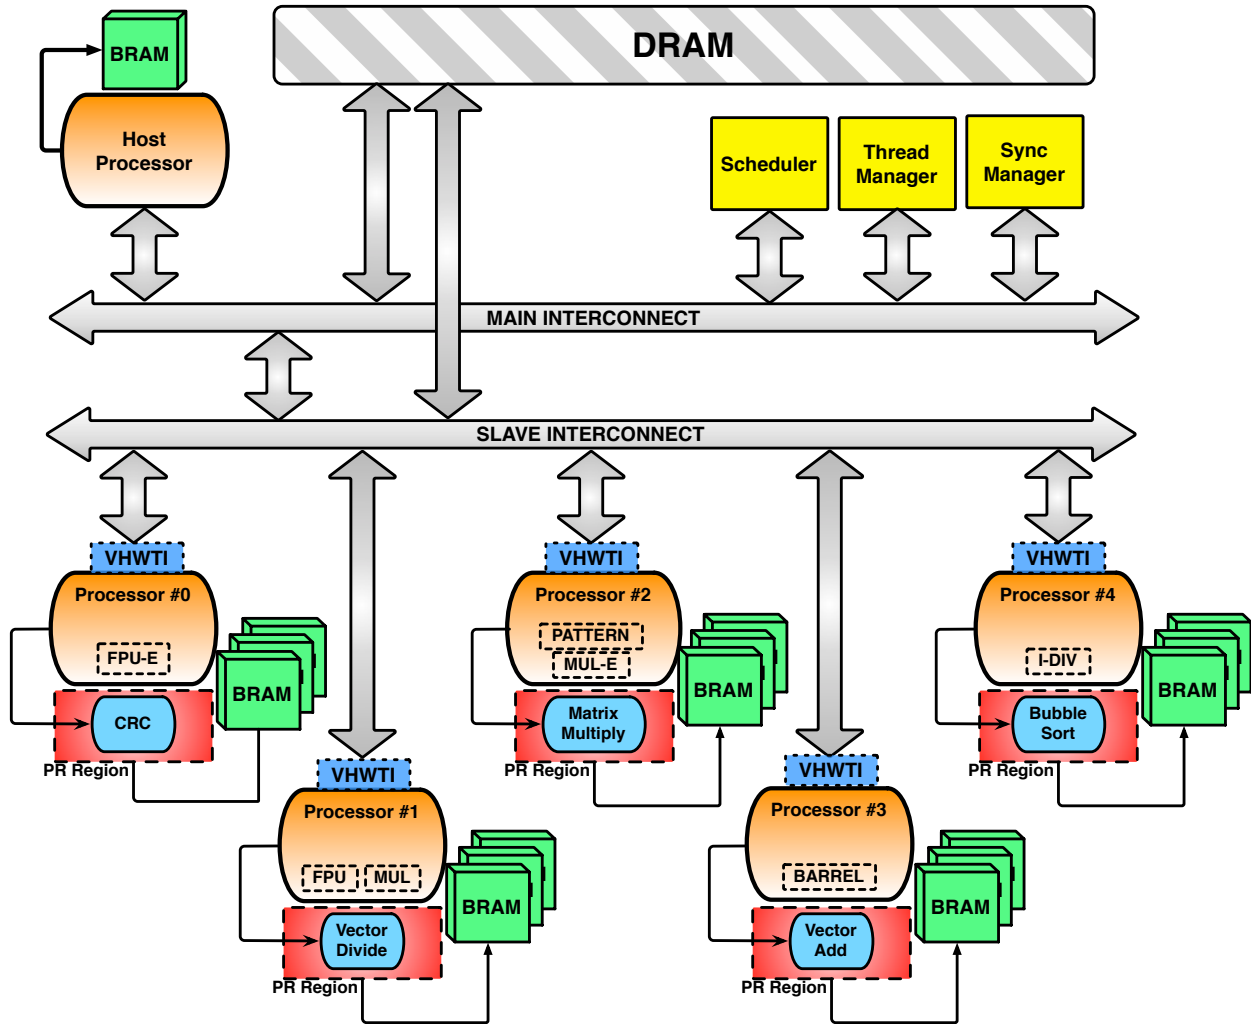 BRAM
DRAM
Host
Processor
Scheduler
Thread
Manager
Sync
Manager
MAIN INTERCONNECT
SLAVE INTERCONNECT
VHWTI
Processor #0
FPU-E
BRAM
CRC
PR Region
VHWTI
Processor #1
FPU
MUL
BRAM
Vector
Divide
PR Region
VHWTI
Processor #2
PATTERN
MUL-E
BRAM
Matrix
Multiply
PR Region
VHWTI
Processor #3
BARREL
BRAM
Vector
Add
PR Region
VHWTI
Processor #4
I-DIV
BRAM
Bubble
Sort
PR Region